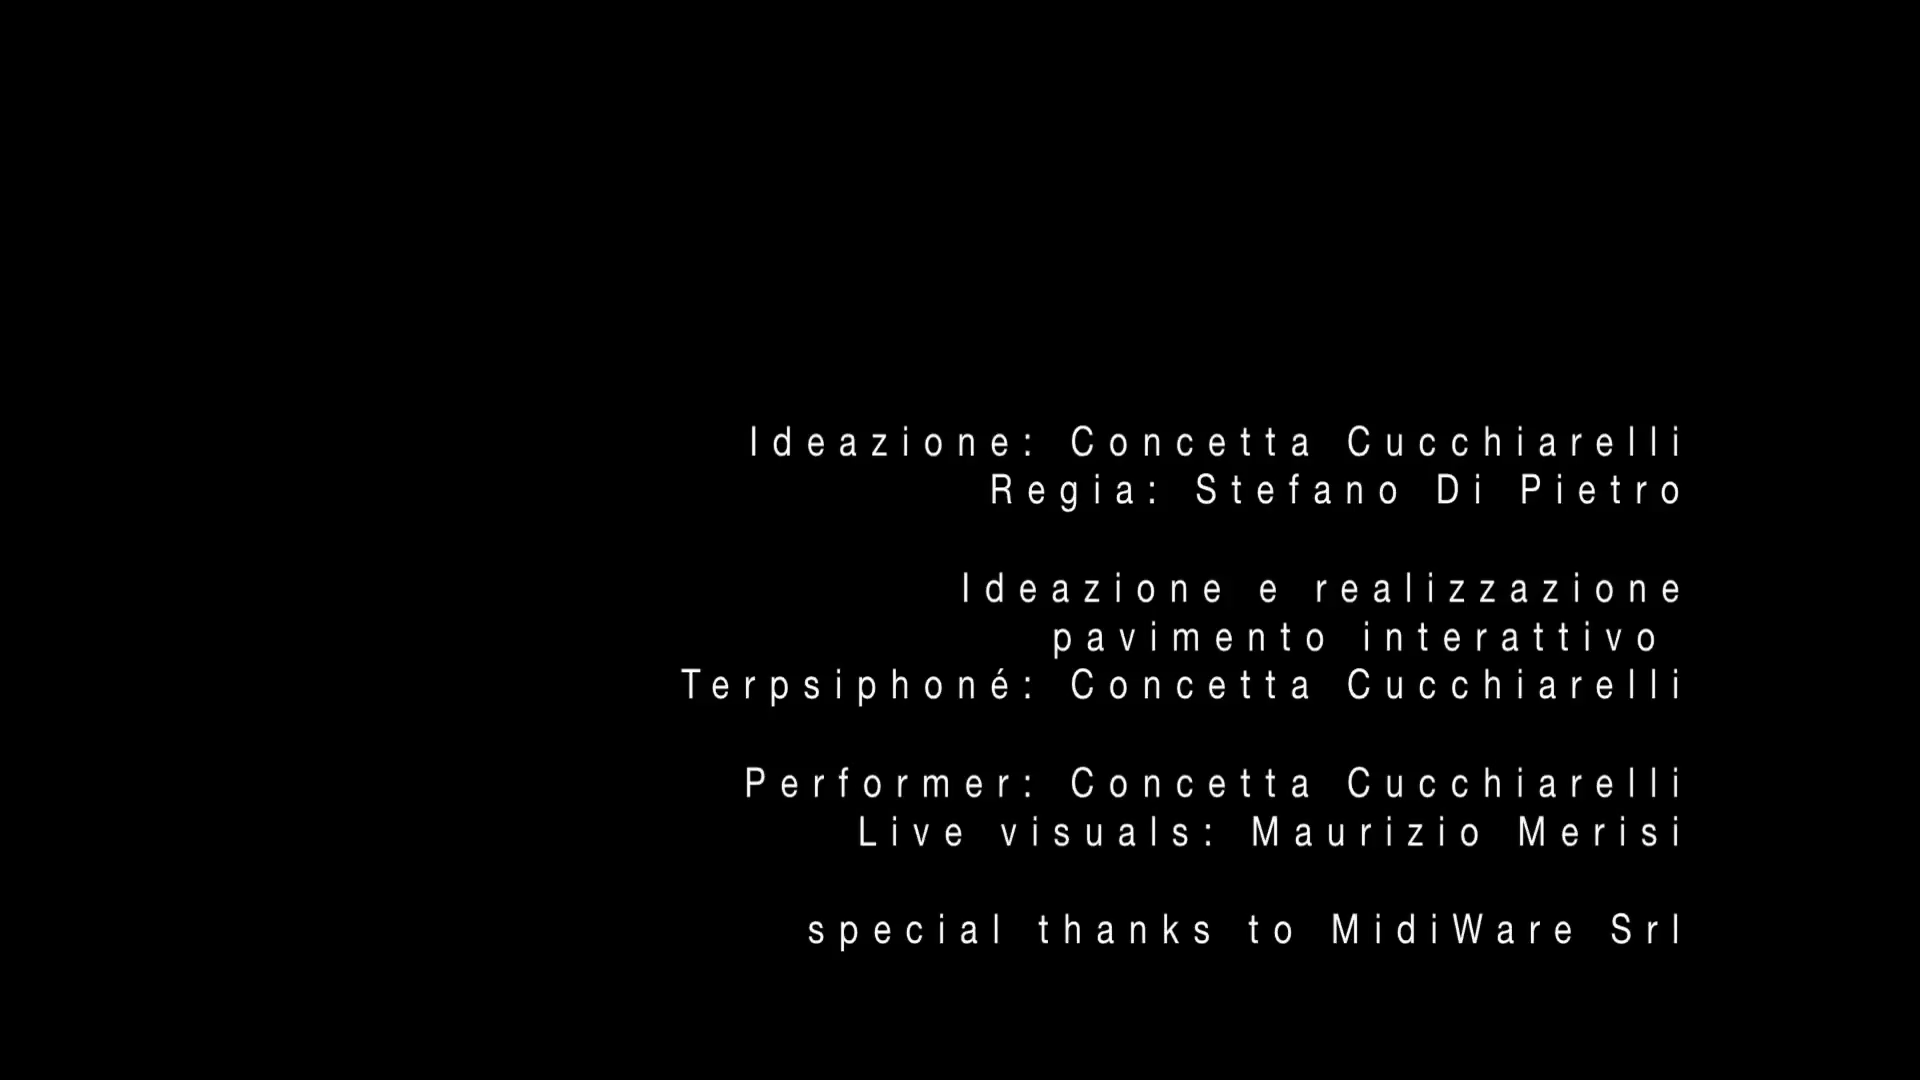 Ideazione: Concetta Cucchiarelli
Regia: Stefano Di Pietro
Ideazione e realizzazione
pavimento interattivo
Terpsiphoné: Concetta Cucchiarelli
Performer: Concetta Cucchiarelli
Live visuals: Maurizio Merisi
special thanks to MidiWare Srl